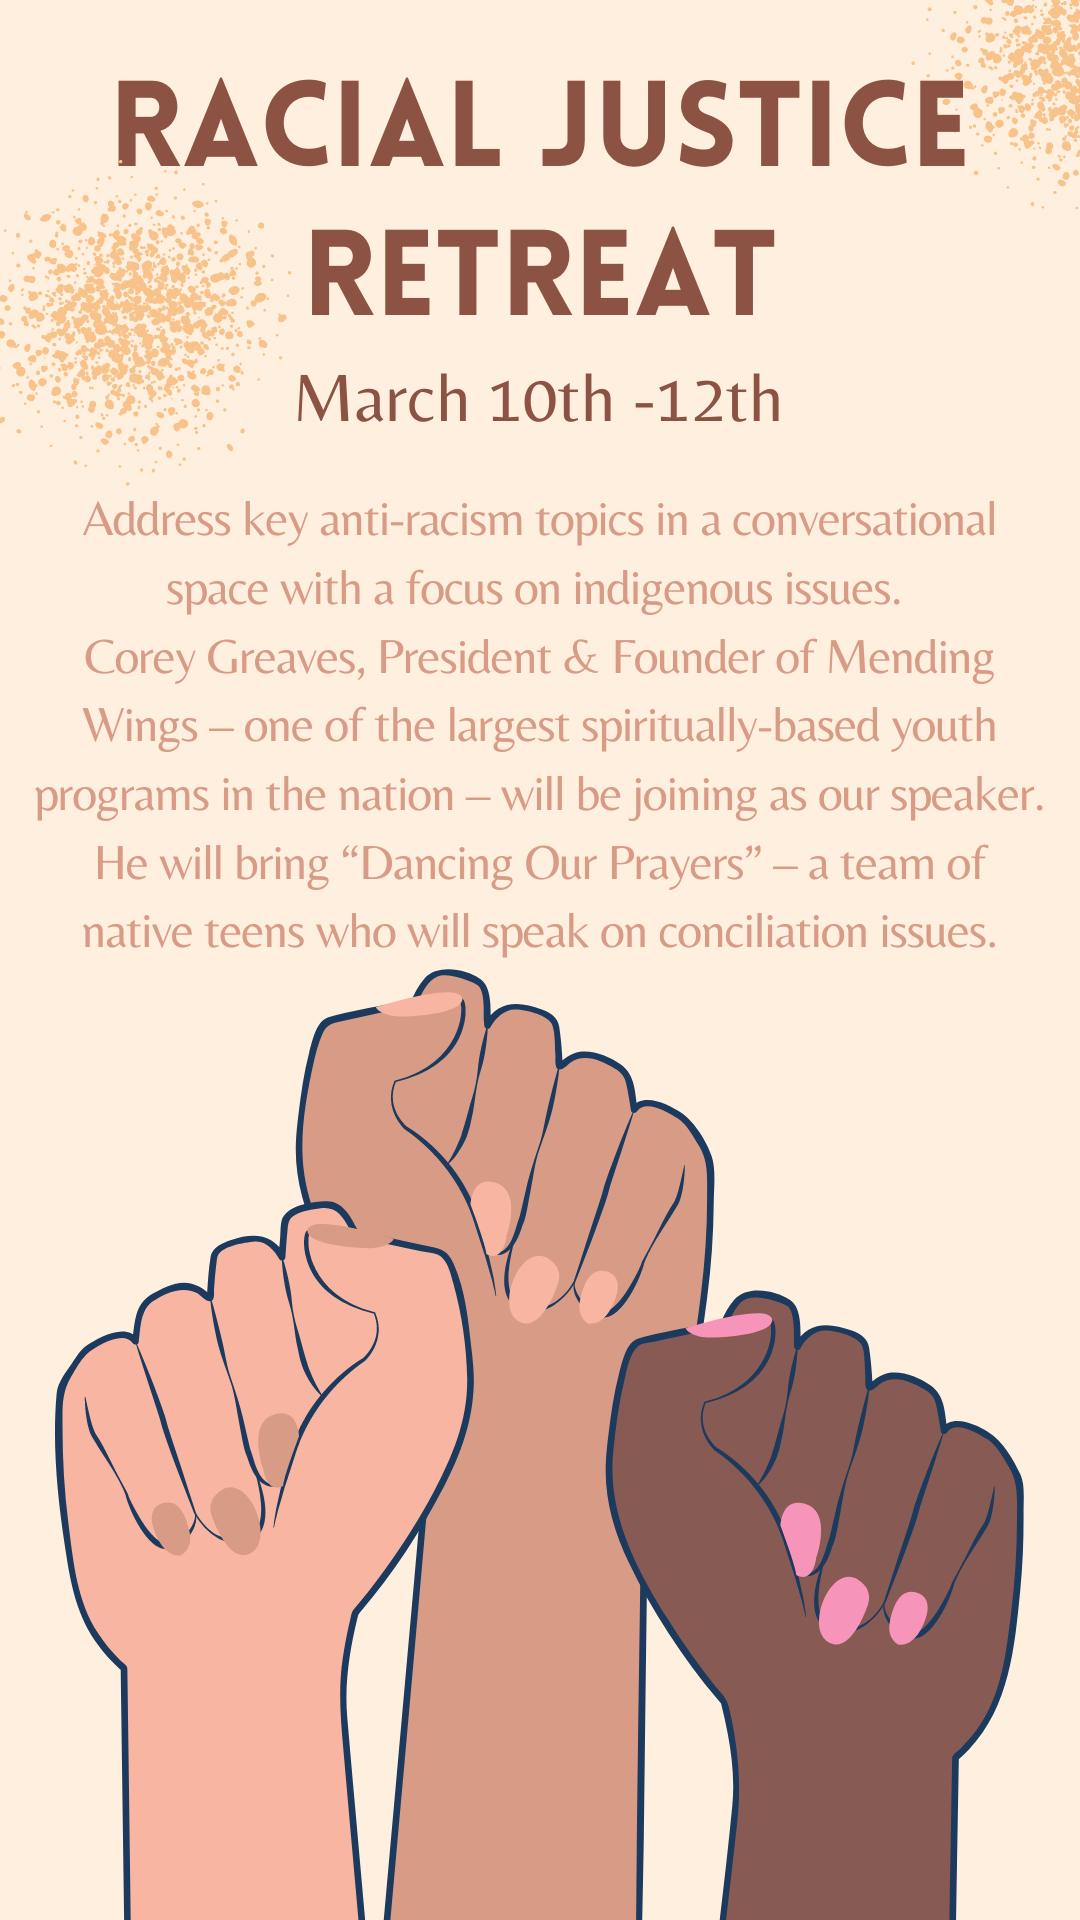 RACIAL JUSTICE
RETREAT
March 10th -12th
Address key anti-racism topics in a conversational
space with a focus on indigenous issues.
Corey Greaves, President & Founder of Mending
Wings – one of the largest spiritually-based youth
programs in the nation – will be joining as our speaker.
He will bring “Dancing Our Prayers” – a team of
native teens who will speak on conciliation issues.